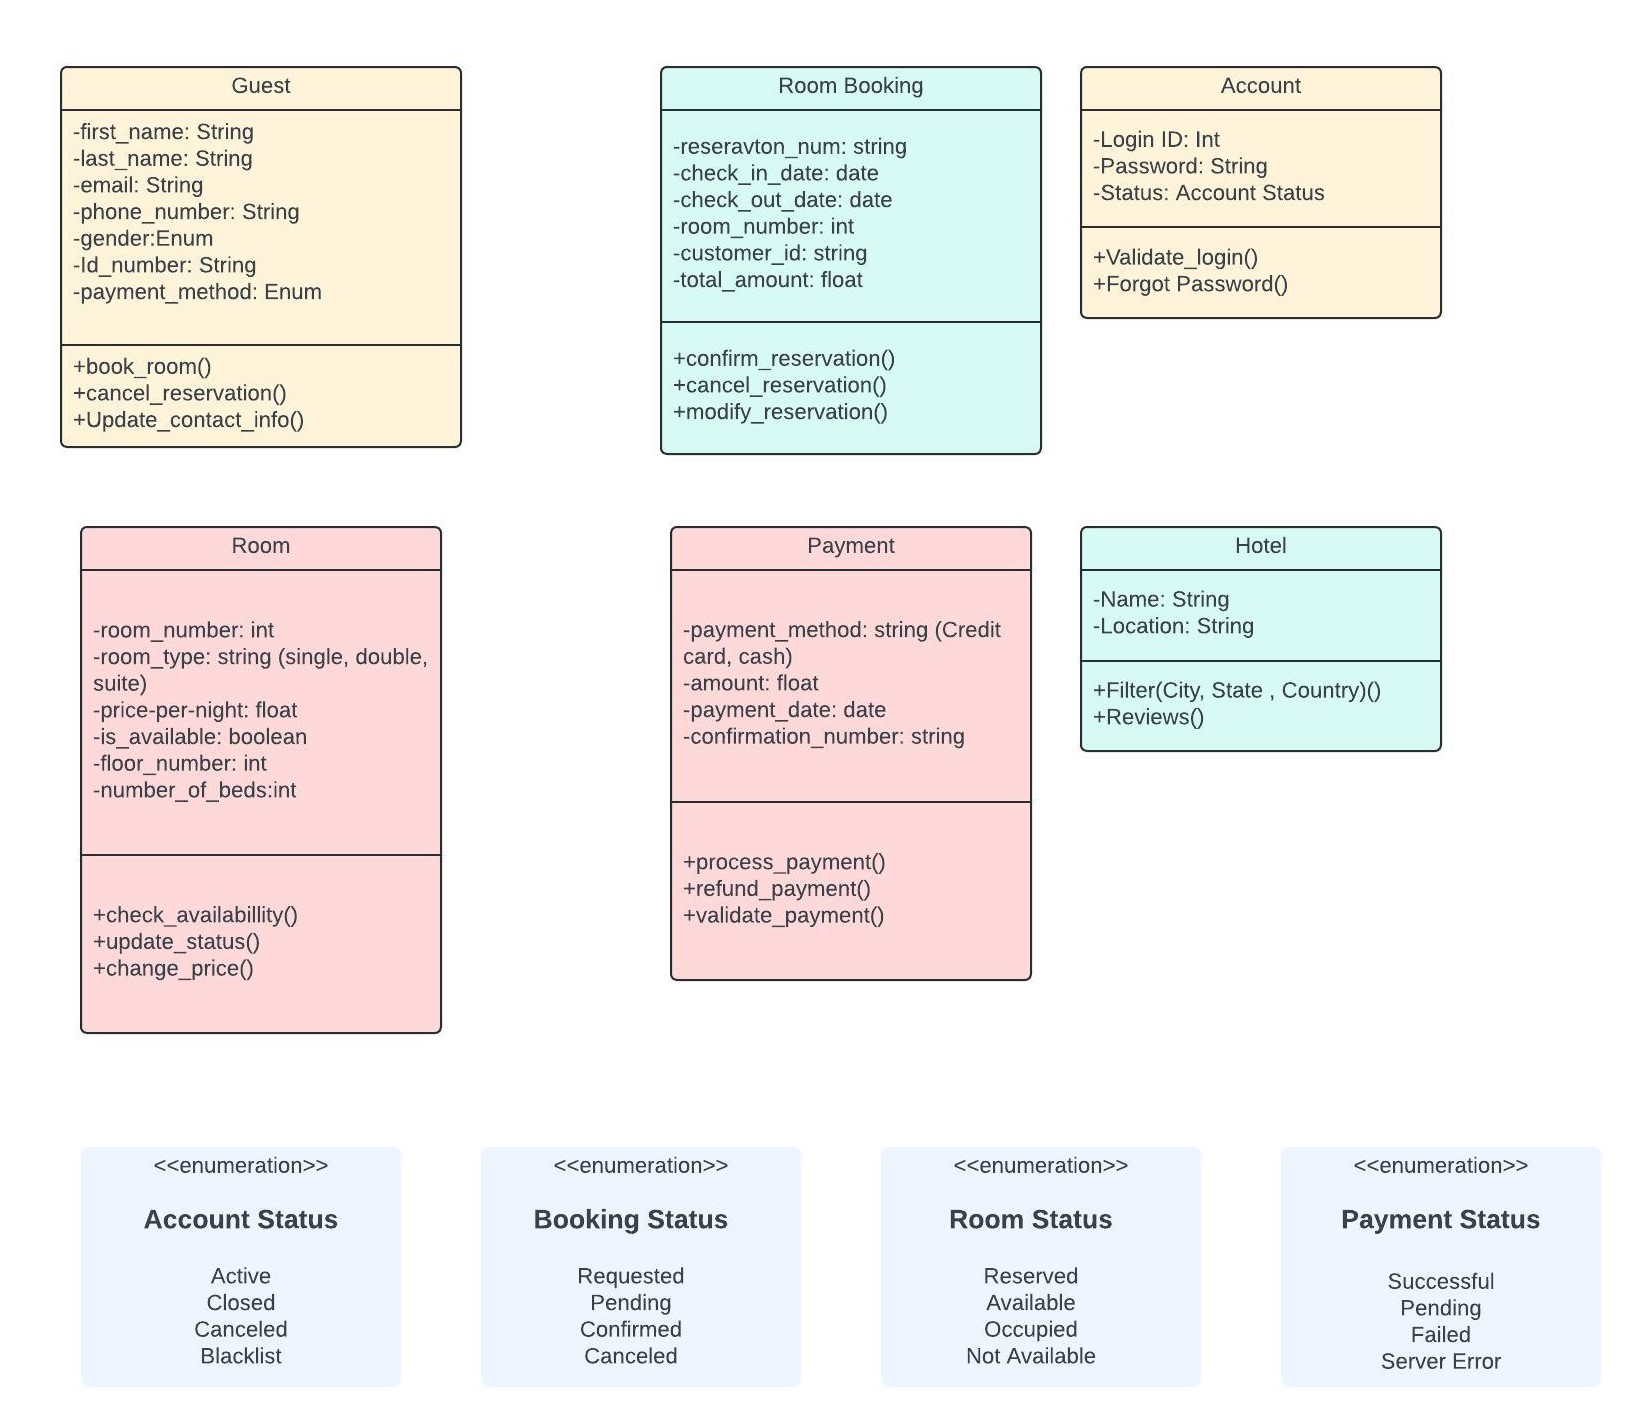 Guest
-first_name: String
-last_name: String
-email: String
-phone_number: String
-gender:Enum
-Id_number: String
-payment_method: Enum
+book_room()
+cancel_reservation()
+Update_contact_info()
Room Booking
-reseravton_num: string
-check_in_date: date
-check_out_date: date
-room_number: int
-customer_id: string
-total_amount: float
+confirm_reservation()
+cancel_reservation()
+modify_reservation()
Account
-Login ID: Int
-Password: String
-Status: Account Status
+Validate_login()
+Forgot Password()
Room
-room_number: int
-room_type: string (single, double,
suite)
-price-per-night: float
-is_available: boolean
-floor_number: int
-number_of_beds:int
+check_availabillity()
+update_status()
+change_price()
Payment
-payment_method: string (Credit
card, cash)
-amount: float
-payment_date: date
-confirmation_number: string
+process_payment()
+refund_payment()
+validate_payment()
Hotel
-Name: String
-Location: String
+Filter(City, State , Country)()
+Reviews()
<<enumeration>>
Account Status
Active
Closed
Canceled
Blacklist
<<enumeration>>
Booking Status
Requested
Pending
Confirmed
Canceled
<<enumeration>>
Room Status
Reserved
Available
Occupied
Not Available
<<enumeration>>
Payment Status
Successful
Pending
Failed
Server Error